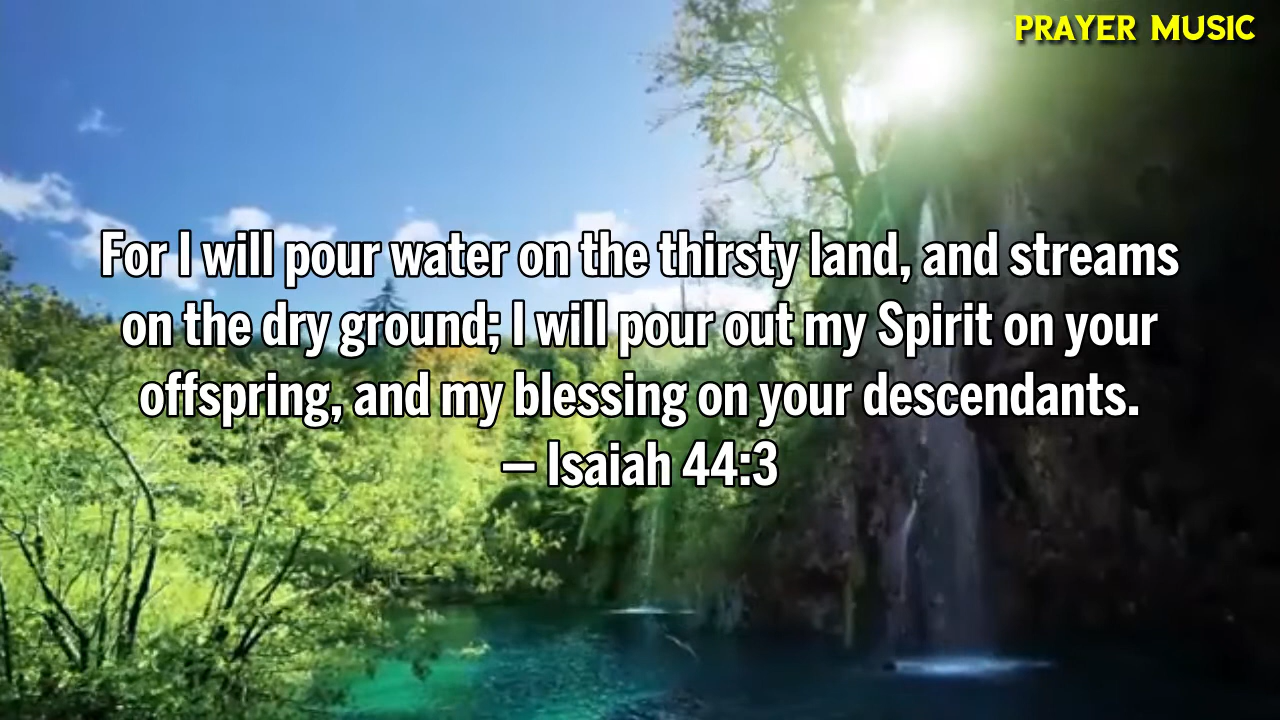 PRAYER MUSIC
For I will pour water on the thirsty land, and streams
on the dry ground; I will pour out my Spirit on your
offspring, and my blessing on your descendants.
– Isaiah 44:3